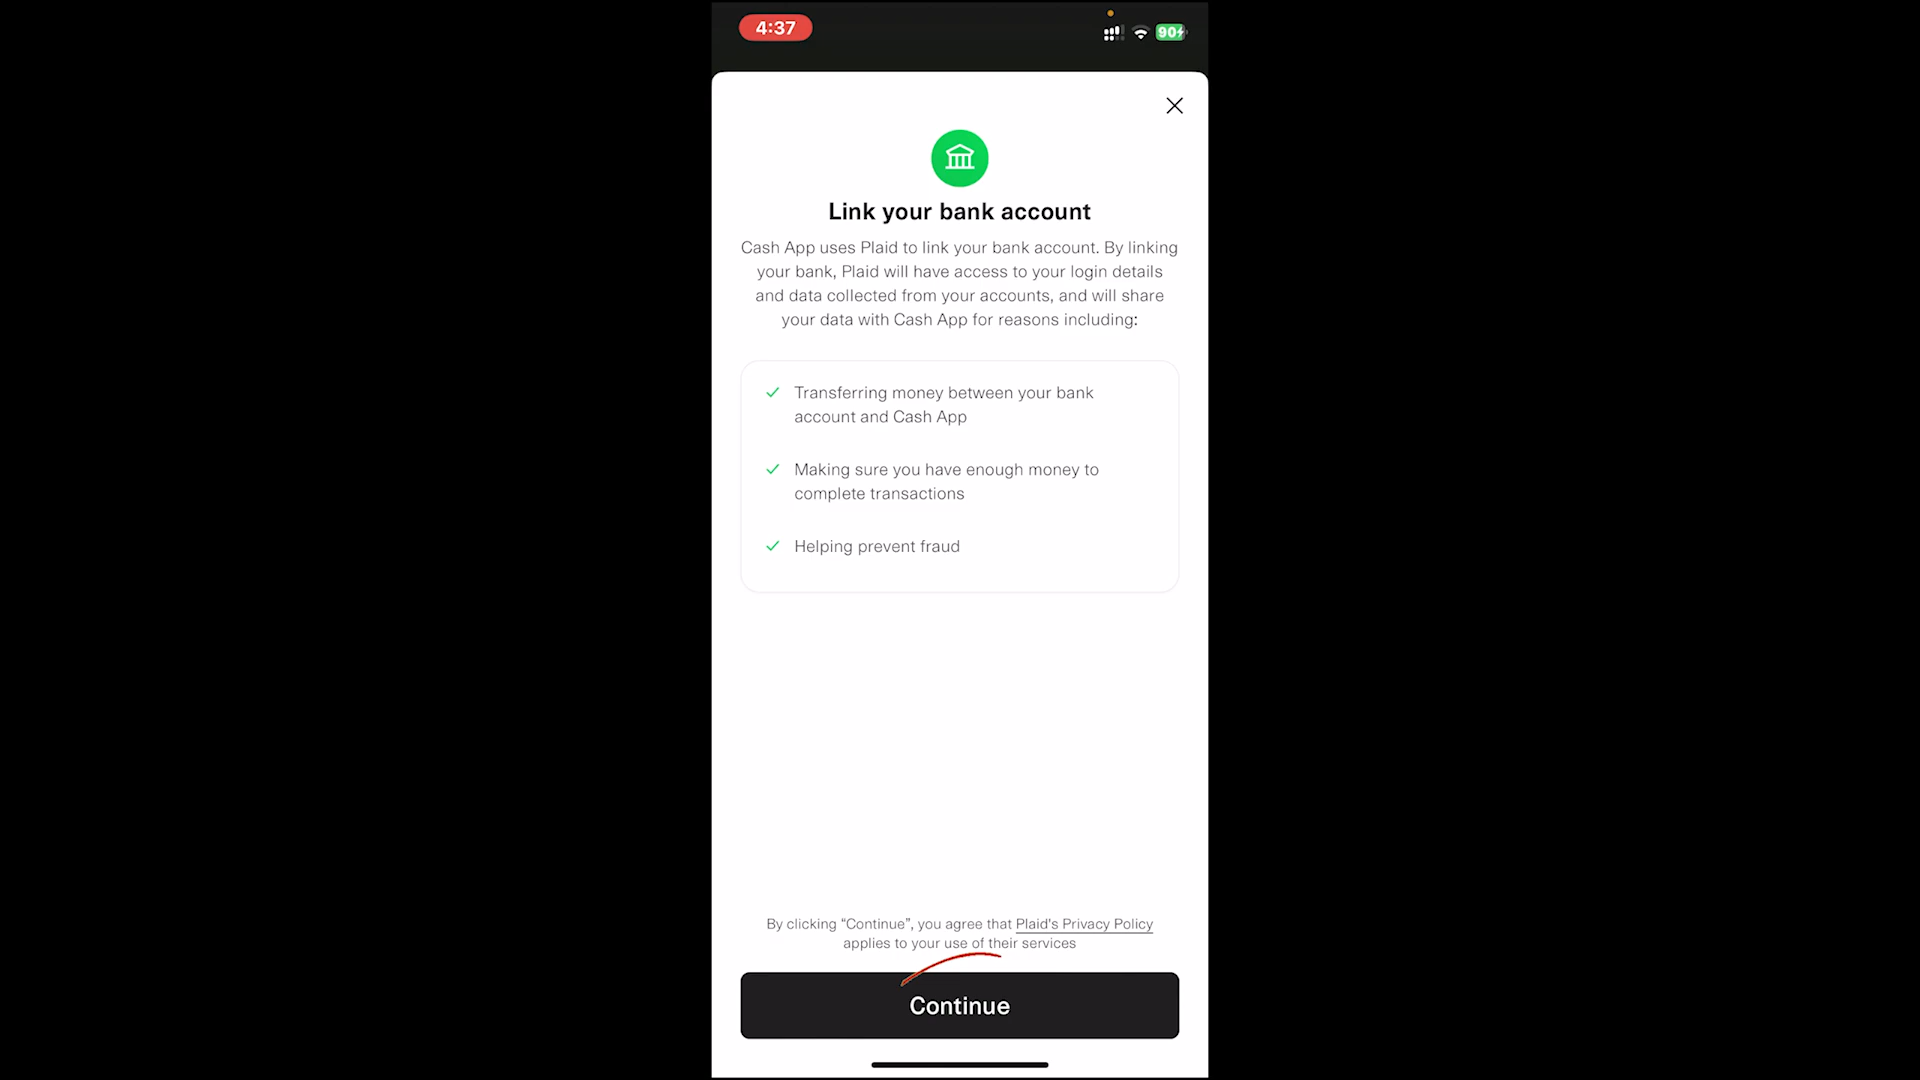 4:37
90
Link your bank account
Cash App uses Plaid to link your bank account. By linking
your bank, Plaid will have access to your login details
and data collected from your accounts, and will share
your data with Cash App for reasons including:
Transferring money between your bank
account and Cash App
Making sure you have enough money to
complete transactions
Helping prevent fraud
By clicking “Continue”, you agree that Plaid's Privacy Policy
applies to your use of their services
Continue